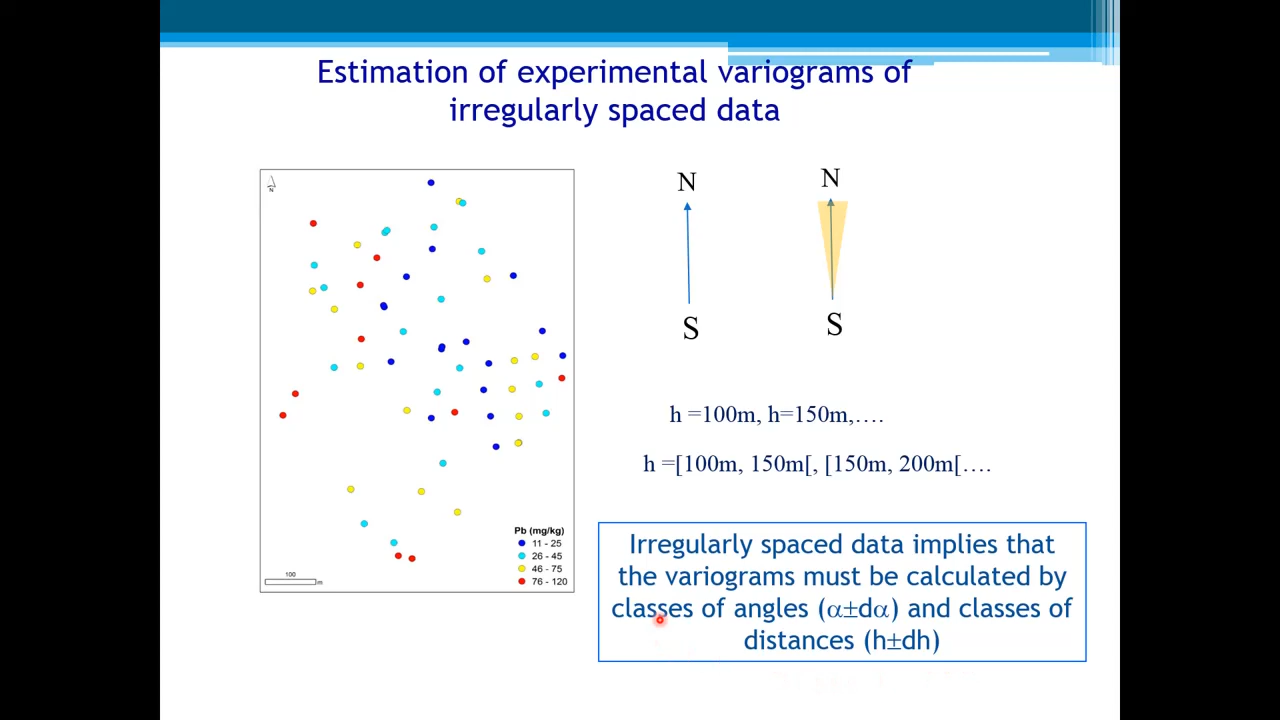 Estimation of experimental variograms of
irregularly spaced data
N
N
N
S
S
h =100m, h=150m,….
h =[100m, 150m[, [150m, 200m[….
Pb (mg/kg)
11 - 25
26 - 45
46 - 75
76 - 120
100
m
Irregularly spaced data implies that
the variograms must be calculated by
classes of angles (α±dα) and classes of
distances (h±dh)